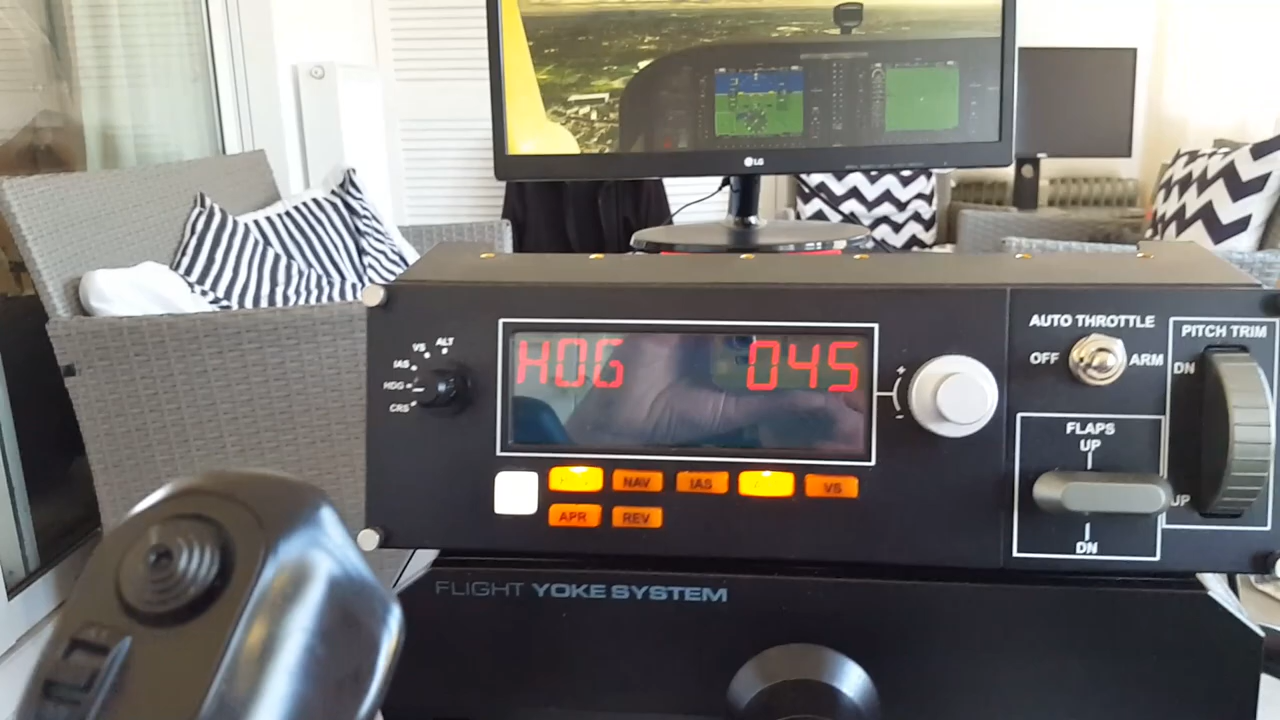 LG
AUTO THROTTLE
OFF
ARM
PITCH TRIM
DN
UP
ALT
VS
IAS
HDG
CRS
HDG 045
+
-
FLAPS
UP
DN
NAV
IAS
VS
APR
REV
FLIGHT YOKE SYSTEM